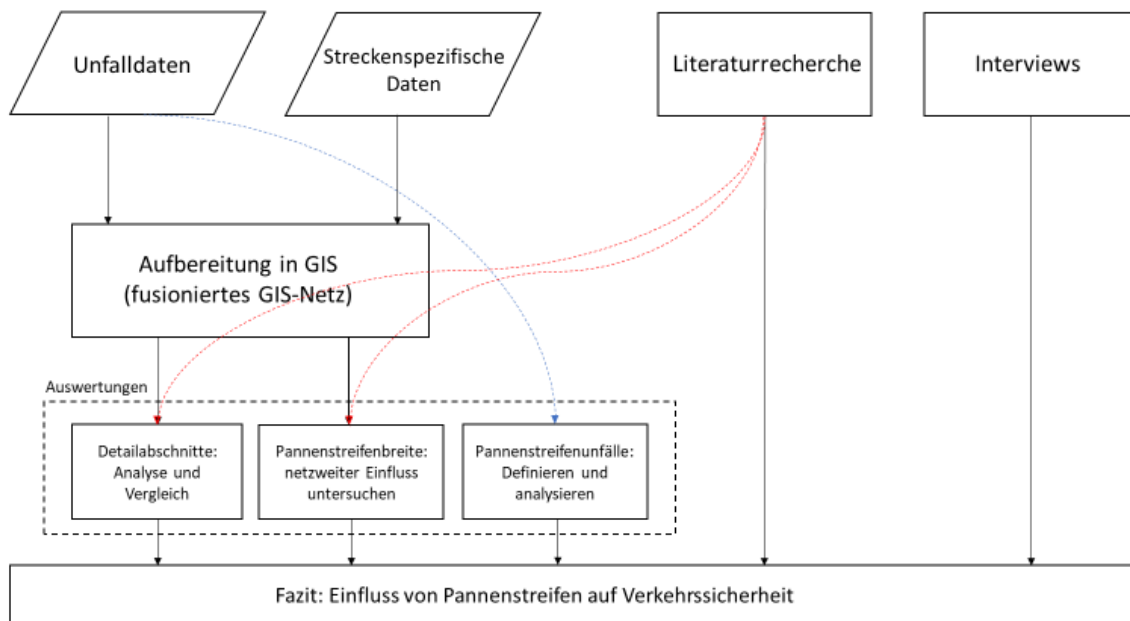 Unfalldaten
Streckenspezifische
Daten
Literaturrecherche
Interviews
Aufbereitung in GIS
(fusioniertes GIS-Netz)
Auswertungen
Detailabschnitte:
Analyse und
Vergleich
Pannenstreifenbreite:
netzweiter Einfluss
untersuchen
Pannenstreifenunfälle:
Definieren und
analysieren
Fazit: Einfluss von Pannenstreifen auf Verkehrssicherheit